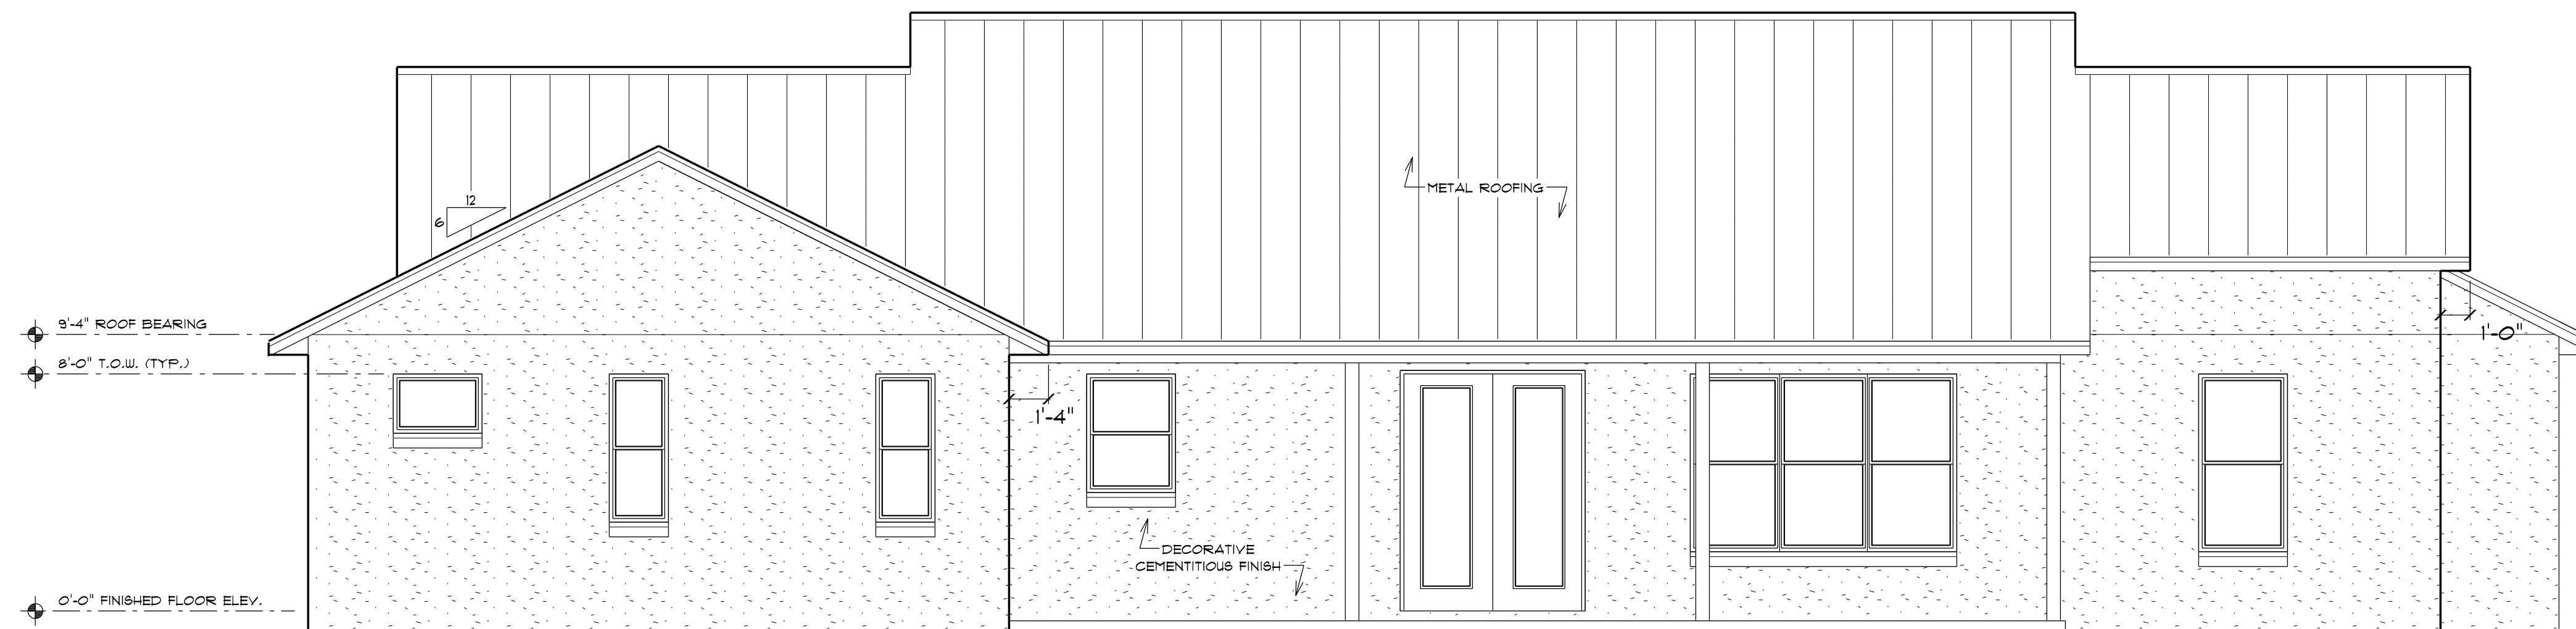 12
6
METAL ROOFING
9'-4" ROOF BEARING
8'-0" T.O.W. (TYP.)
1'-0"
1'-4"
DECORATIVE
CEMENTITIOUS FINISH
0'-0" FINISHED FLOOR ELEV.